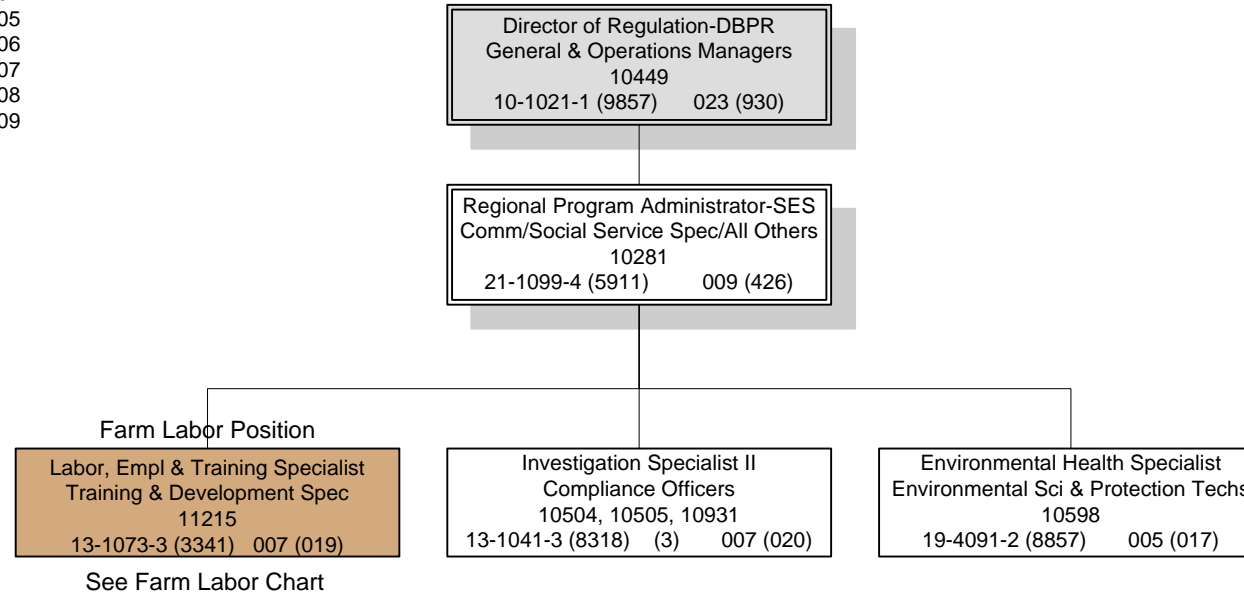 05
06
07
08
09
Director of Regulation-DBPR
General & Operations Managers
10449
10-1021-1 (9857) 023 (930)
Regional Program Administrator-SES
Comm/Social Service Spec/All Others
10281
21-1099-4 (5911) 009 (426)
Farm Labor Position
Labor, Empl & Training Specialist
Training & Development Spec
11215
13-1073-3 (3341) 007 (019)
See Farm Labor Chart
Investigation Specialist II
Compliance Officers
10504, 10505, 10931
13-1041-3 (8318) (3) 007 (020)
Environmental Health Specialist
Environmental Sci & Protection Techs
10598
19-4091-2 (8857) 005 (017)